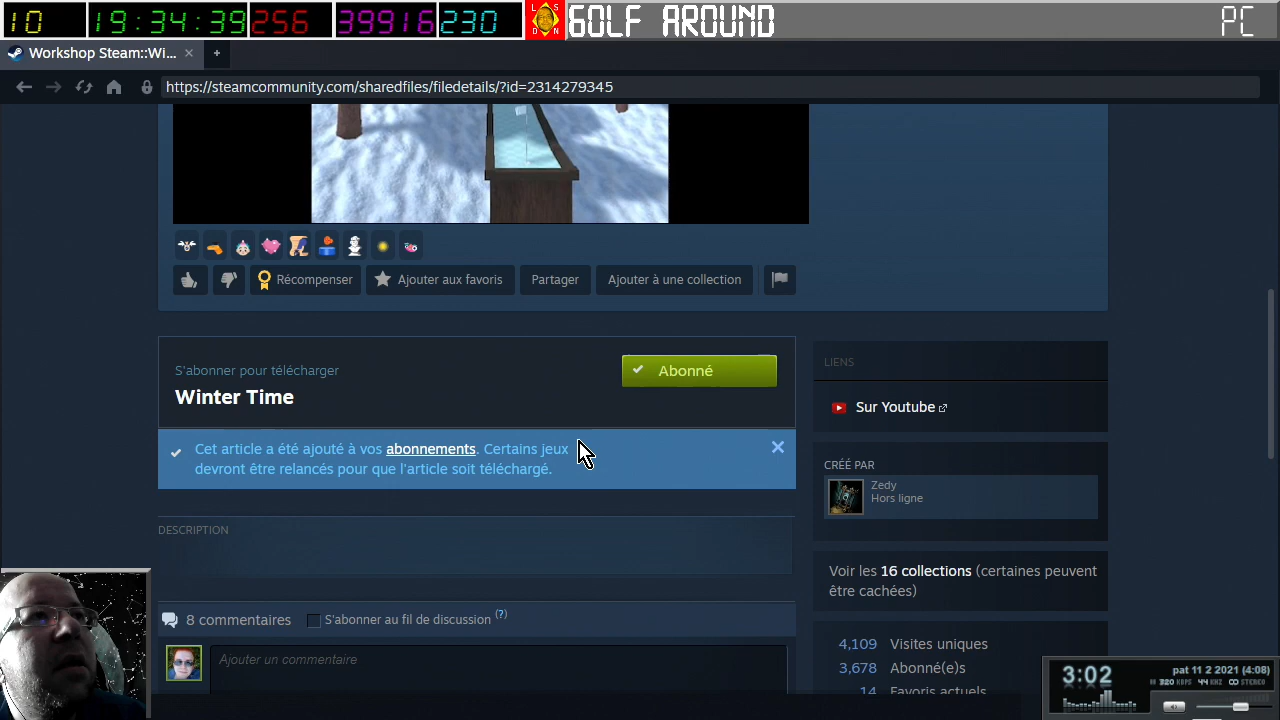 10 19:34:39 256 39916 230 GOLF AROUND PC
Workshop Steam::Wi...
https://steamcommunity.com/sharedfiles/filedetails/?id=2314279345
Récompenser Ajouter aux favoris Partager Ajouter à une collection
S'abonner pour télécharger
Abonné
Winter Time
Cet article a été ajouté à vos abonnements. Certains jeux
devront être relancés pour que l'article soit téléchargé.
DESCRIPTION
8 commentaires S'abonner au fil de discussion (?)
Ajouter un commentaire
LIENS
Sur Youtube
CRÉÉ PAR
Zedy
Hors ligne
Voir les 16 collections (certaines peuvent
être cachées)
4,109 Visites uniques
3,678 Abonné(e)s
14 Favoris actuels
3:02 pat 11 2 2021 (4:08)
320 KBPS 44 KHZ STEREO